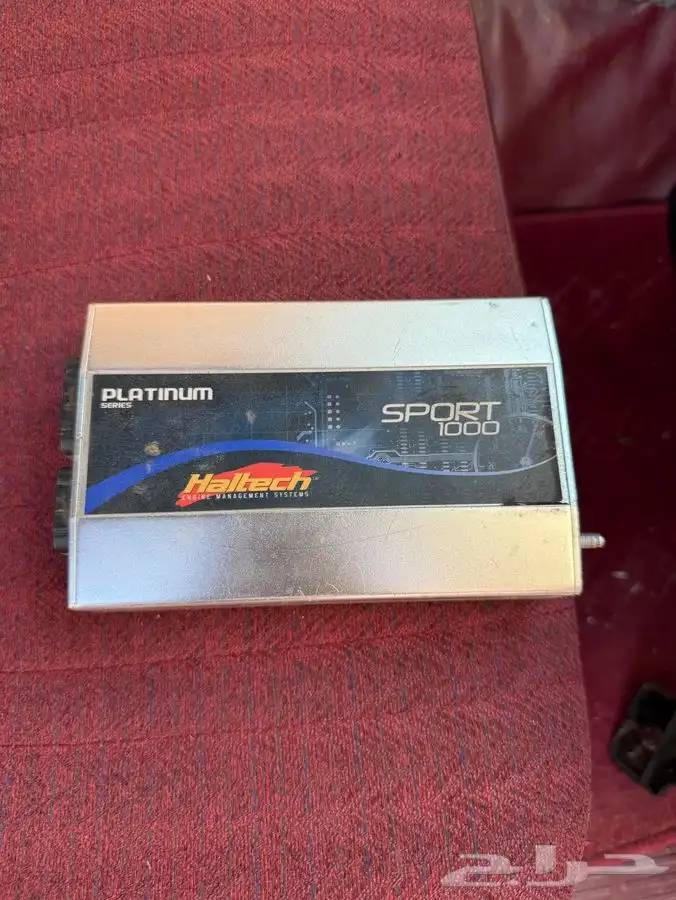 PLATINUM
SERIES
SPORT
1000
Haltech
ENGINE MANAGEMENT SYSTEMS
حراج